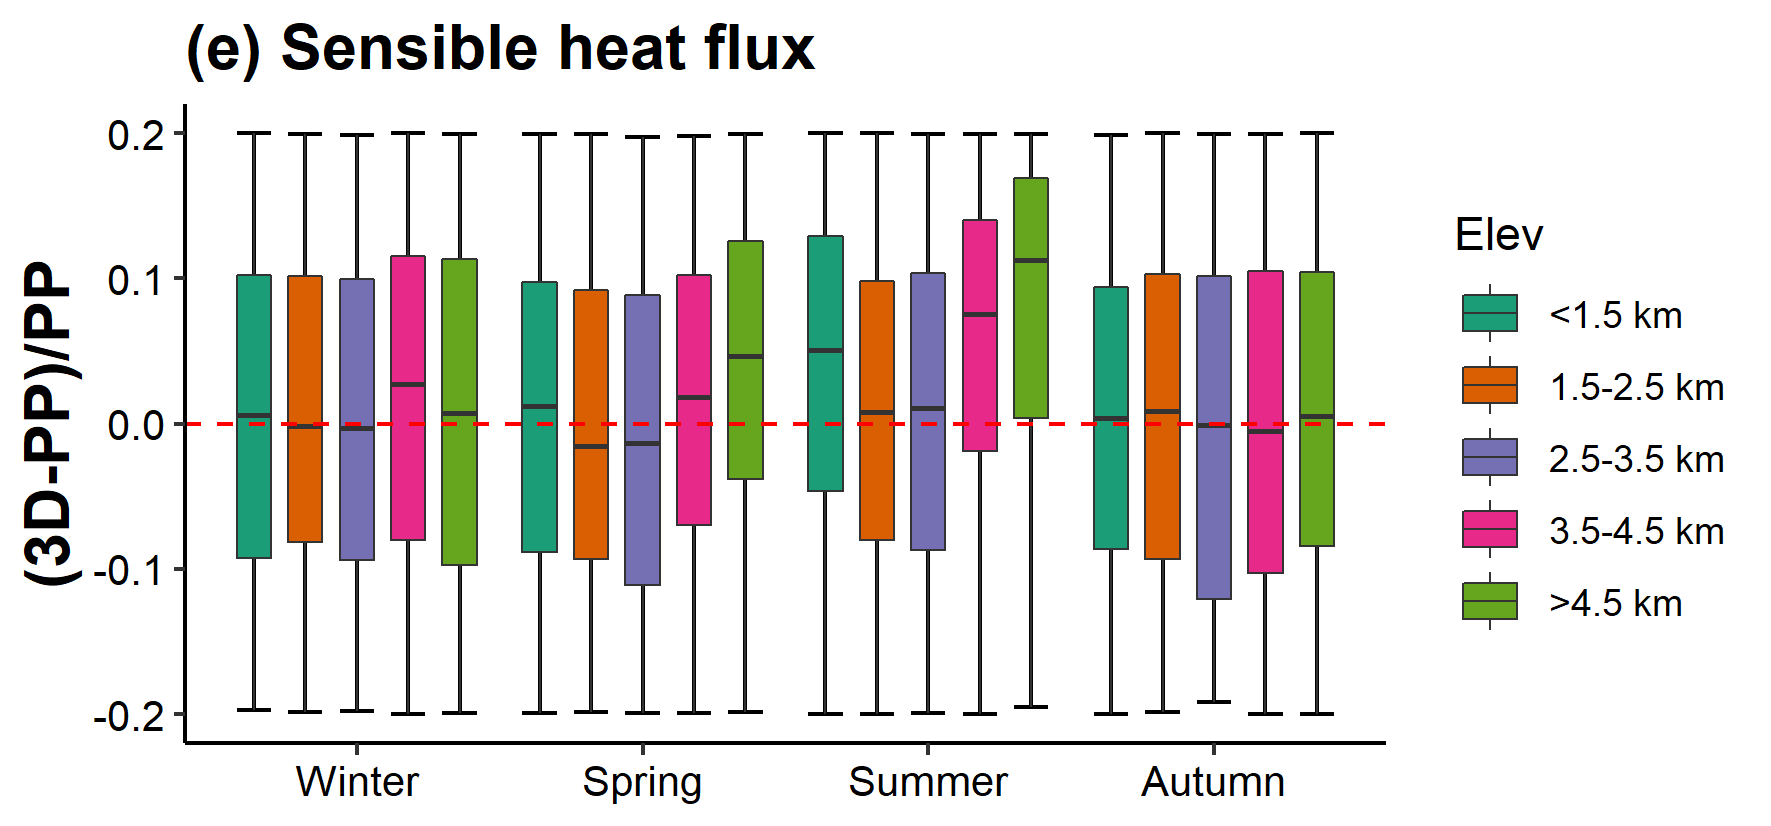 (e) Sensible heat flux
(3D-PP)/PP
0.2
0.1
0.0
-0.1
-0.2
Winter
Spring
Summer
Autumn
Elev
<1.5 km
1.5-2.5 km
2.5-3.5 km
3.5-4.5 km
>4.5 km